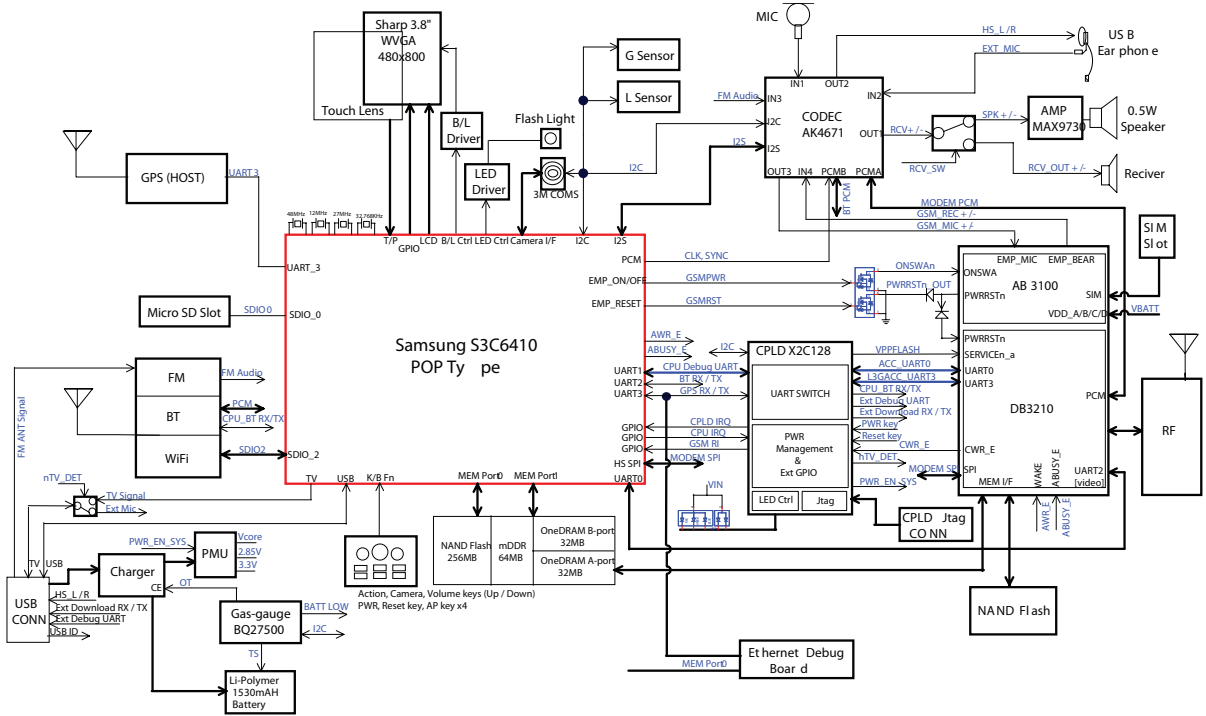 Sharp 3.8"
WVGA
480x800
Touch Lens
B/L
Driver
LED
Driver
Flash Light
3M COMS
G Sensor
L Sensor
I2C
MIC
HS_L /R
EXT_MIC
US B
Ear phon e
IN1
OUT2
IN3
IN2
FM Audio
I2C
CODEC
AK4671
OUT1
I2S
I2S
OUT3
IN4
PCMB
PCMA
BT PCM
RCV+ /-
RCV_SW
SPK + /-
AMP
MAX9730
0.5W
Speaker
RCV_OUT + /-
Reciver
MODEM PCM
GSM_REC + /-
GSM_MIC + /-
GPS (HOST)
UART3
48MHz
12MHz
27MHz
32.768KHz
T/P
GPIO
LCD
B/L Ctrl
LED Ctrl
Camera I/F
I2C
I2S
UART_3
SDIO_0
SDIO_2
Micro SD Slot
SDIO 0
Samsung S3C6410
POP Ty pe
PCM
EMP_ON/OFF
EMP_RESET
UART1
UART2
UART3
GPIO
GPIO
GPIO
HS SPI
UART0
TV
USB
K/B Fn
MEM Port0
MEM Port1
CLK, SYNC
GSMPWR
GSMRST
AWR_E
ABUSY_E
CPU Debug UART
BT RX / TX
GPS RX / TX
CPLD IRQ
CPU IRQ
GSM RI
MODEM SPI
I2C
FM
BT
WiFi
FM Audio
PCM
CPU_BT RX/TX
SDIO2
FM ANT Signal
nTV_DET
TV Signal
Ext Mic
CPLD X2C128
UART SWITCH
PWR
Management
&
Ext GPIO
LED Ctrl
Jtag
VIN
CPLD Jtag
CO NN
VPPFLASH
ACC_UART0
L3GACC_UART3
CPU_BT RX/TX
Ext Debug UART
Ext Download RX / TX
PWR key
Reset key
CWR_E
nTV_DET
MODEM SPI
PWR_EN_SYS
ONSWAn
PWRRSTn_OUT
EMP_MIC
EMP_BEAR
ONSWA
AB 3100
PWRRSTn
SIM
VDD_A/B/C/D
SI M
Sl ot
VBATT
PWRRSTn
SERVICEn_a
UART0
UART3
PCM
DB3210
CWR_E
SPI
MEM I/F
WAKE
ABUSY_E
UART2
[video]
AWR_E
ABUSY_E
RF
NAND Fl ash
NAND Flash
256MB
mDDR
64MB
OneDRAM B-port
32MB
OneDRAM A-port
32MB
Action, Camera, Volume keys (Up / Down)
PWR, Reset key, AP key x4
PWR_EN_SYS
PMU
Vcore
2.85V
3.3V
Charger
CE
OT
TV
USB
USB
CONN
HS_L / R
Ext Download RX / TX
Ext Debug UART
USB ID
Gas-gauge
BQ27500
BATT LOW
I2C
TS
Li-Polymer
1530mAH
Battery
MEM Port0
Et hernet Debug
Boar d